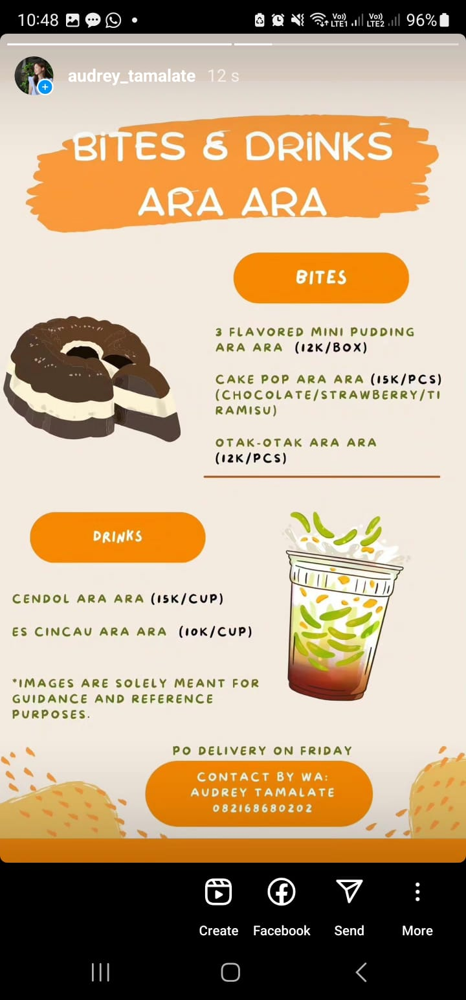 10:48
Vo)) LTE1
Vo)) LTE2
96%
audrey_tamalate 12 s
BITES & DRINKS
ARA ARA
BITES
3 FLAVORED MINI PUDDING
ARA ARA (12K/BOX)
CAKE POP ARA ARA (15K/PCS)
(CHOCOLATE/STRAWBERRY/TI
RAMISU)
OTAK-OTAK ARA ARA
(12K/PCS)
DRINKS
CENDOL ARA ARA (15K/CUP)
ES CINCAU ARA ARA (10K/CUP)
*IMAGES ARE SOLELY MEANT FOR
GUIDANCE AND REFERENCE
PURPOSES.
PO DELIVERY ON FRIDAY
CONTACT BY WA:
AUDREY TAMALATE
082168680202
Create Facebook Send More